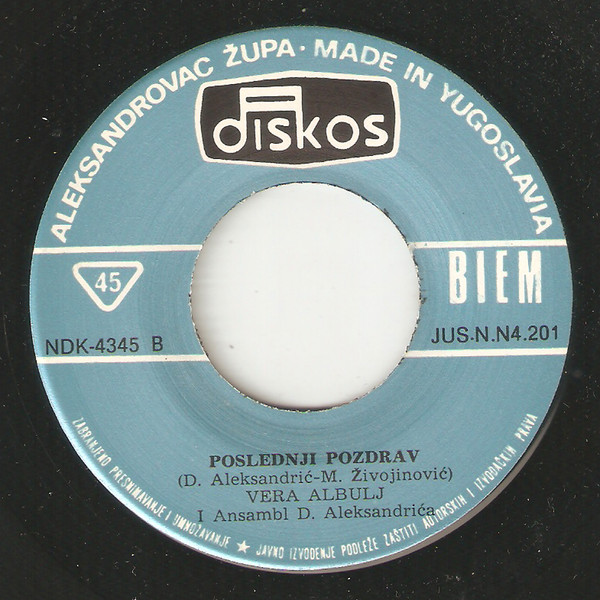 ALEKSANDROVAC ŽUPA · MADE IN YUGOSLAVIA
DISKOS
45
BIEM
NDK-4345 B
JUS-N.N4.201
POSLEDNJI POZDRAV
(D. Aleksandrić-M. Živojinović)
VERA ALBULJ
I Ansambl D. Aleksandrića
ZABRANJENO PRESNIMAVANJE I UMNOŽAVANJE ★ JAVNO IZVOĐENJE PODLEŽE ZAŠTITI AUTORSKIH I IZVOĐAČKIH PRAVA